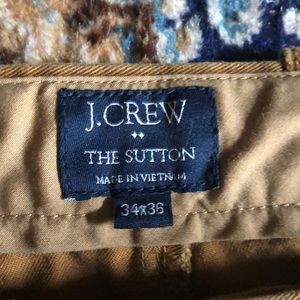 J.CREW
THE SUTTON
MADE IN VIETNAM
34x36